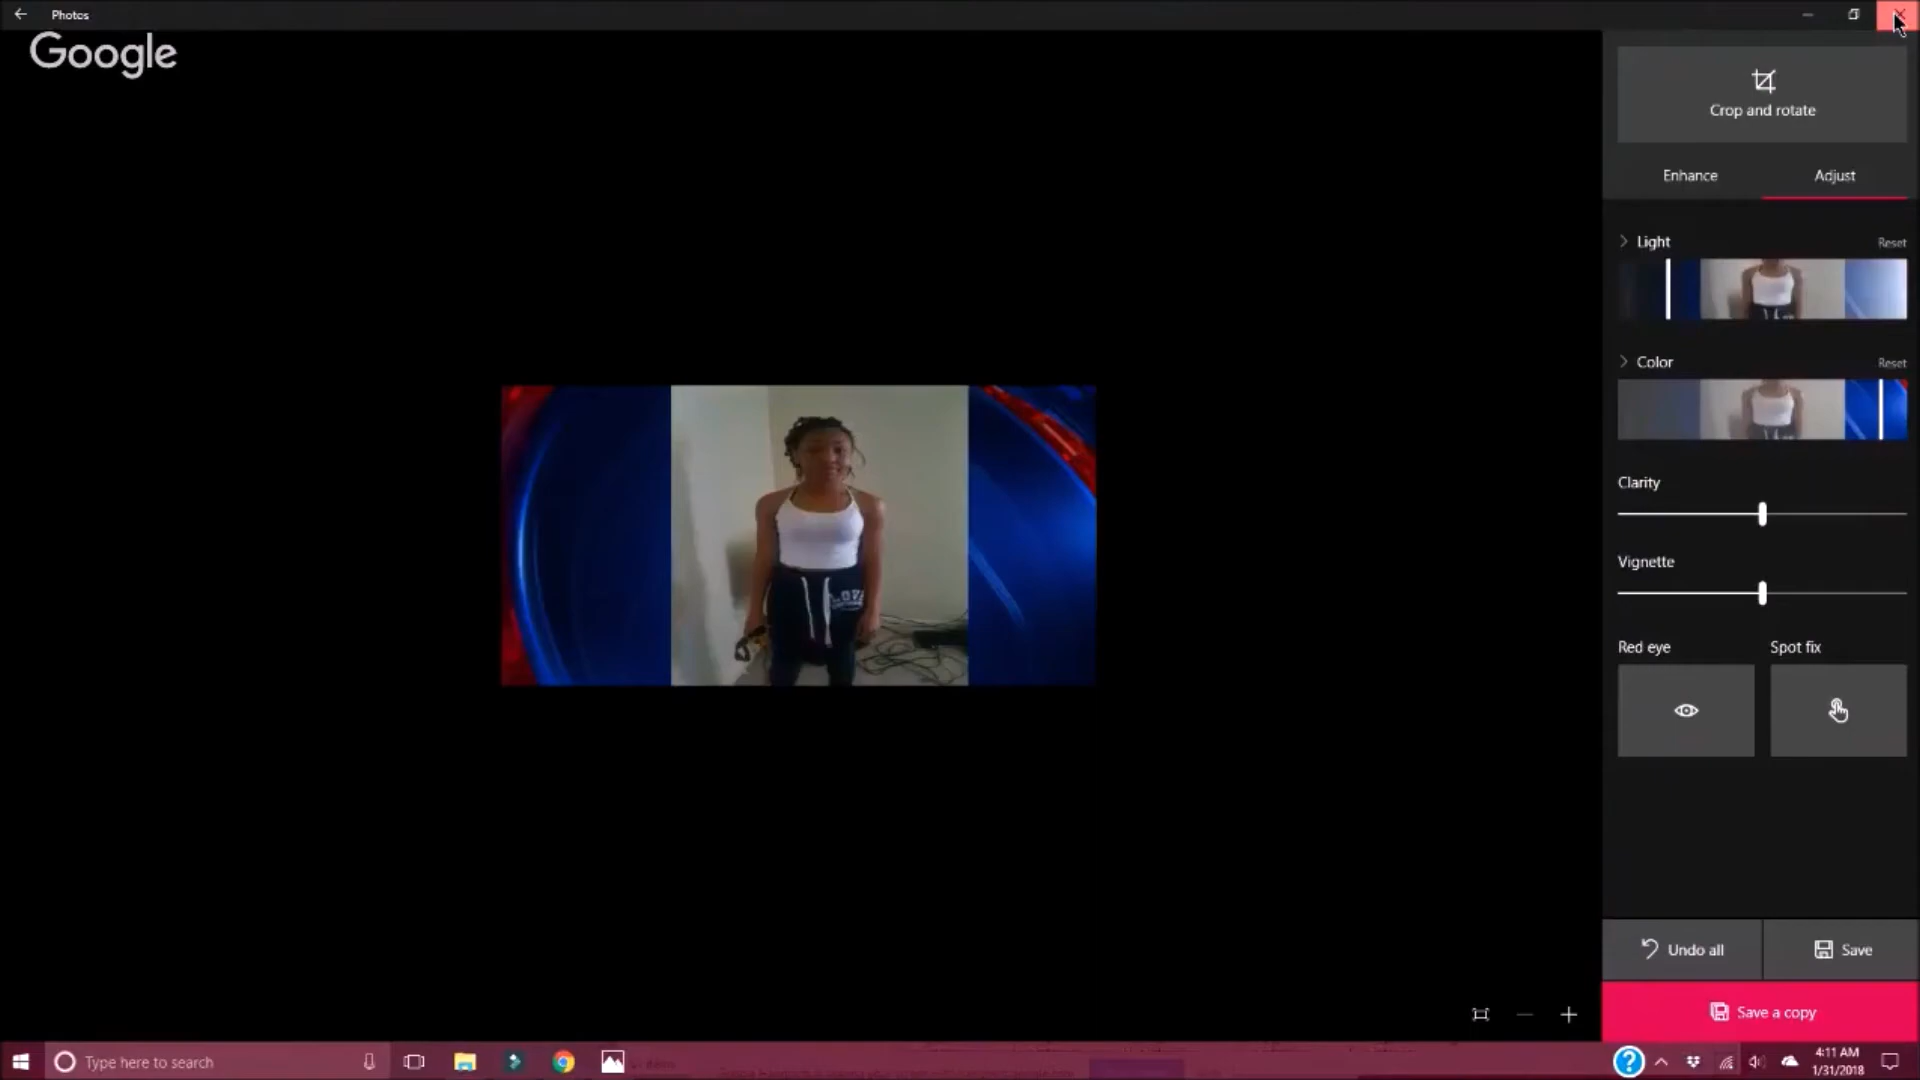 Photos
Google
Crop and rotate
Enhance
Adjust
Light
Reset
Color
Reset
Clarity
Vignette
Red eye
Spot fix
LOVE
Undo all
Save
Save a copy
Type here to search
4:11 AM
1/31/2018